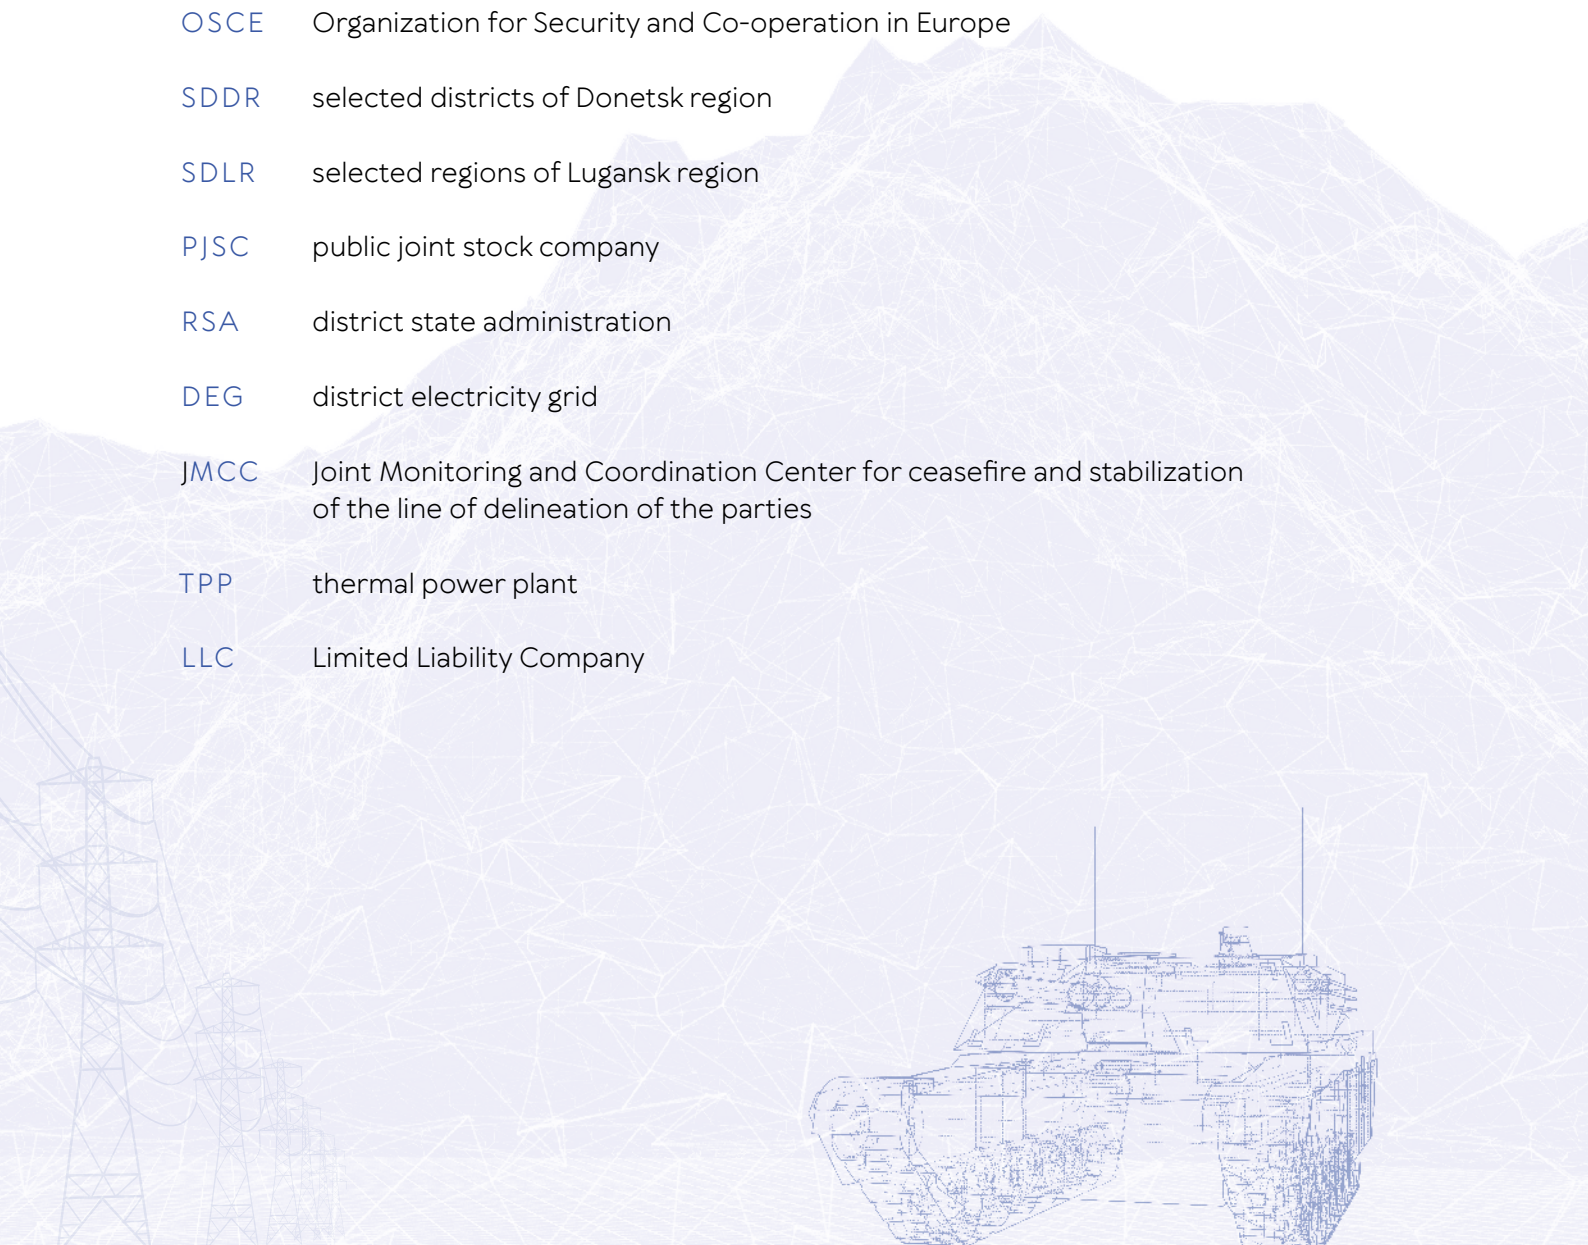 OSCE Organization for Security and Co-operation in Europe
SDDR selected districts of Donetsk region
SDLR selected regions of Lugansk region
PJSC public joint stock company
RSA district state administration
DEG district electricity grid
JMCC Joint Monitoring and Coordination Center for ceasefire and stabilization
of the line of delineation of the parties
TPP thermal power plant
LLC Limited Liability Company